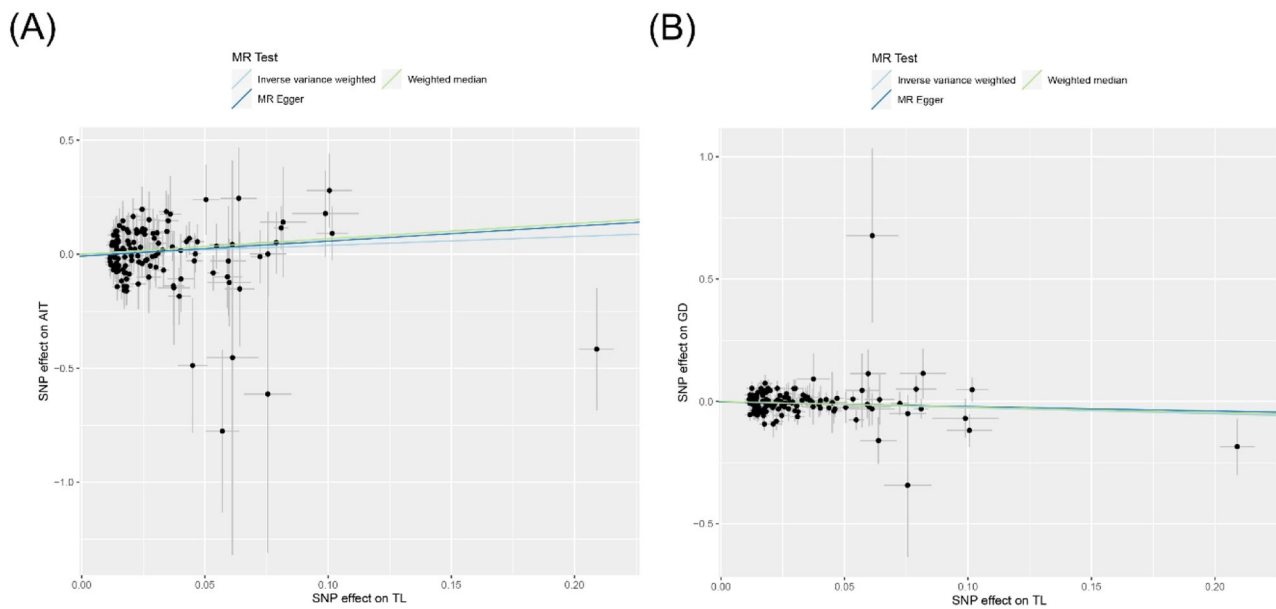 (A)
MR Test
Inverse variance weighted
Weighted median
MR Egger
0.5
0.0
−0.5
−1.0
SNP effect on AIT
0.00
0.05
0.10
0.15
0.20
SNP effect on TL
(B)
MR Test
Inverse variance weighted
Weighted median
MR Egger
1.0
0.5
0.0
−0.5
SNP effect on GD
0.00
0.05
0.10
0.15
0.20
SNP effect on TL